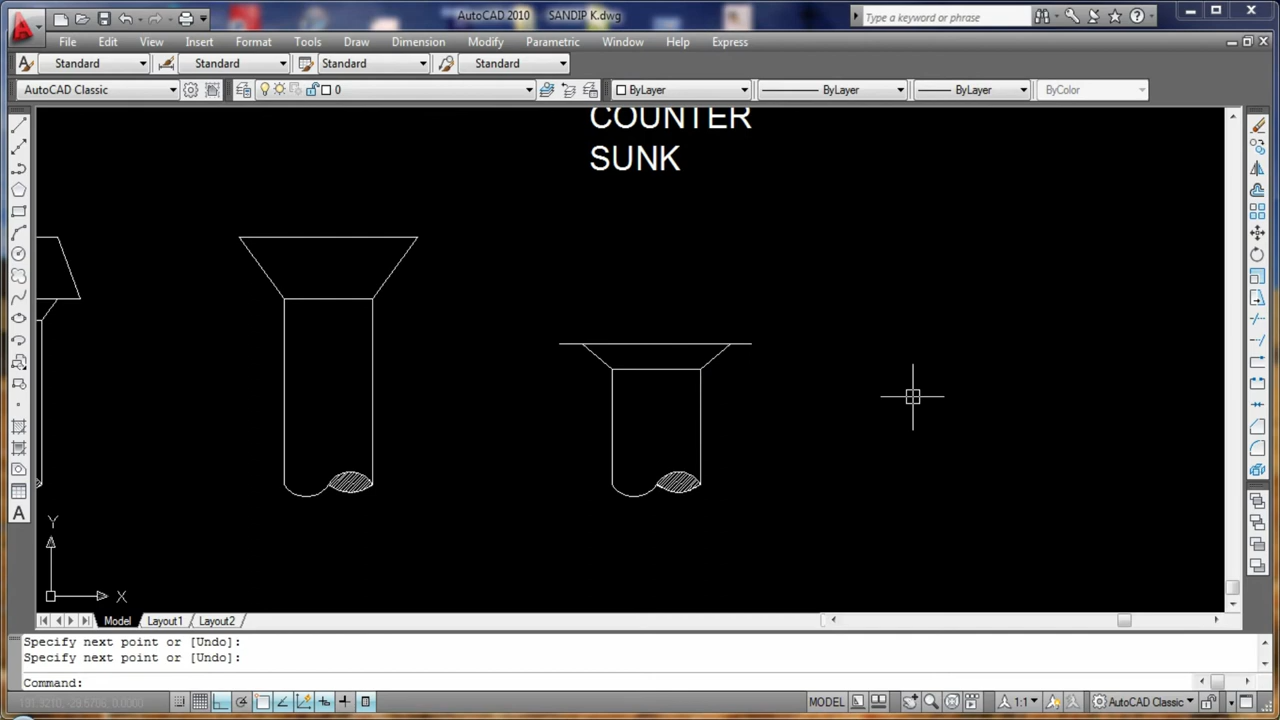 AutoCAD 2010 SANDIP K.dwg
Type a keyword or phrase
File Edit View Insert Format Tools Draw Dimension Modify Parametric Window Help Express
Standard Standard Standard Standard
AutoCAD Classic 0 ByLayer ByLayer ByLayer ByColor
COUNTER
SUNK
A
Y
X
Model Layout1 Layout2
Specify next point or [Undo]:
Specify next point or [Undo]:
Command:
MODEL 1:1 AutoCAD Classic